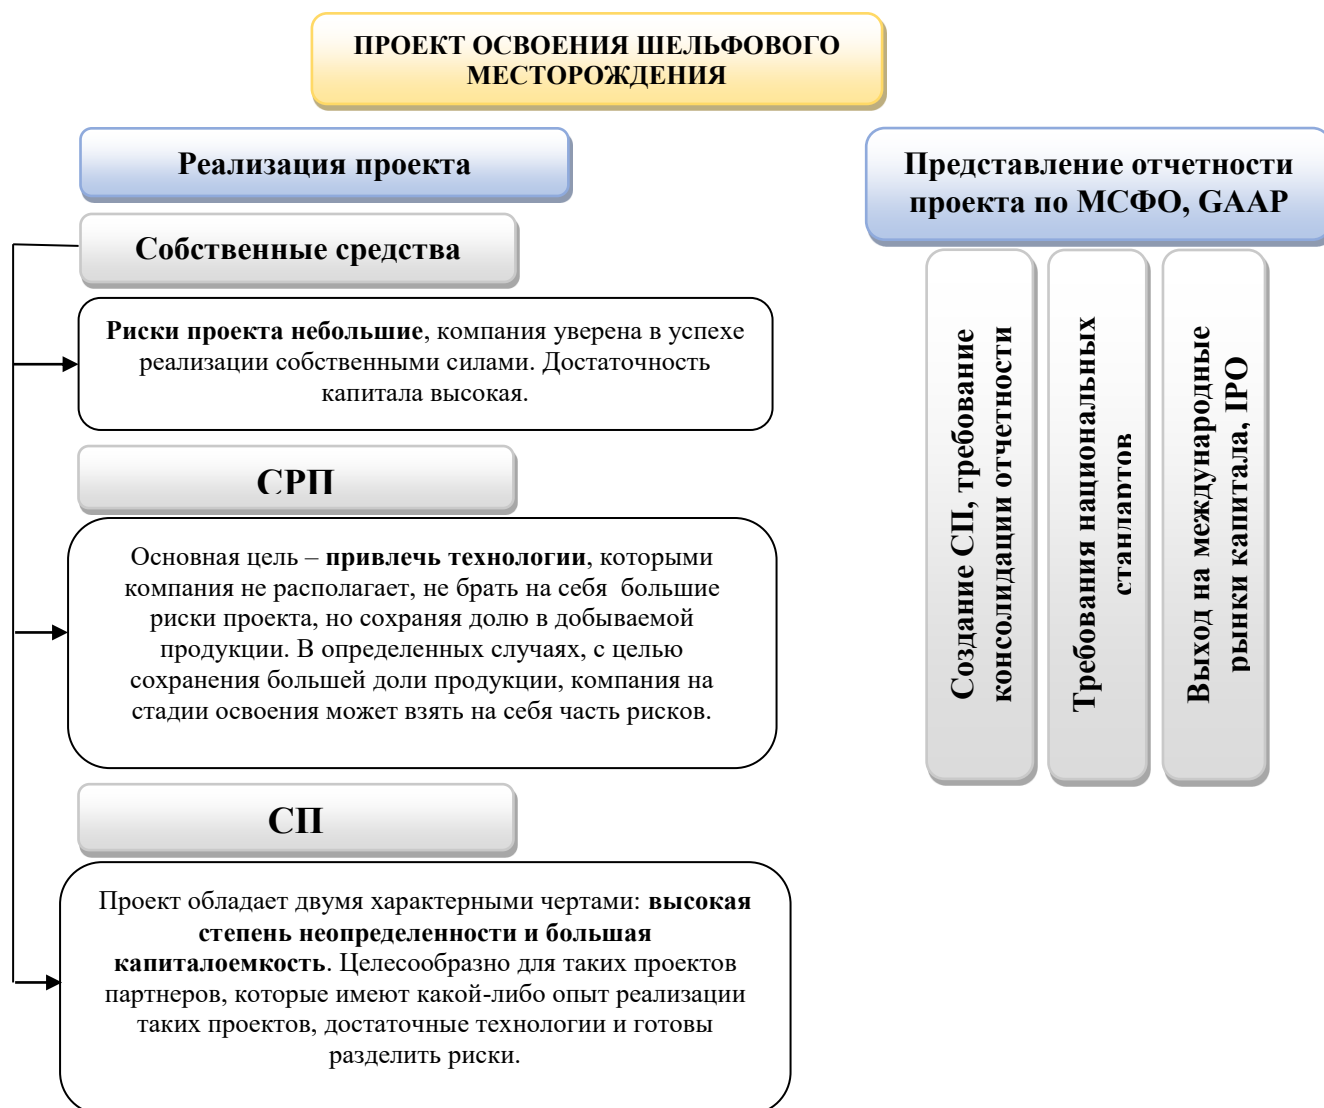 ПРОЕКТ ОСВОЕНИЯ ШЕЛЬФОВОГО
МЕСТОРОЖДЕНИЯ
Реализация проекта
Собственные средства
Риски проекта небольшие, компания уверена в успехе
реализации собственными силами. Достаточность
капитала высокая.
СРП
Основная цель – привлечь технологии, которыми
компания не располагает, не брать на себя большие
риски проекта, но сохраняя долю в добываемой
продукции. В определенных случаях, с целью
сохранения большей доли продукции, компания на
стадии освоения может взять на себя часть рисков.
СП
Проект обладает двумя характерными чертами: высокая
степень неопределенности и большая
капиталоемкость. Целесообразно для таких проектов
партнеров, которые имеют какой-либо опыт реализации
таких проектов, достаточные технологии и готовы
разделить риски.
Представление отчетности
проекта по МСФО, GAAP
Создание СП, требование
консолидации отчетности
Требования национальных
стандартов
Выход на международные
рынки капитала, IPO